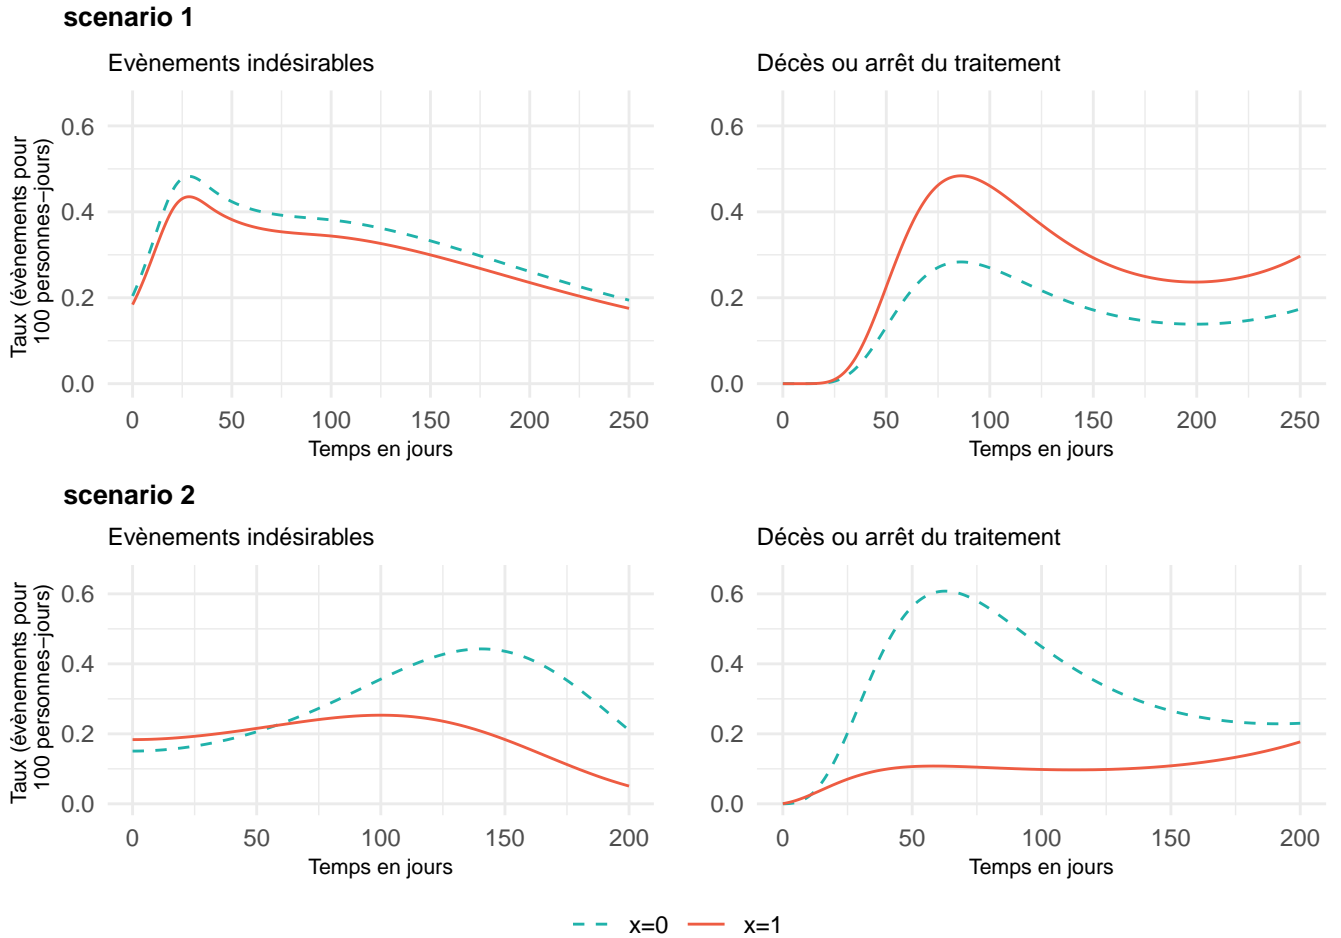 scenario 1
Evènements indésirables
Décès ou arrêt du traitement
Taux (évènements pour
100 personnes−jours)
0.6
0.4
0.2
0.0
0 50 100 150 200 250
Temps en jours
0.6
0.4
0.2
0.0
0 50 100 150 200 250
Temps en jours
scenario 2
Evènements indésirables
Décès ou arrêt du traitement
Taux (évènements pour
100 personnes−jours)
0.6
0.4
0.2
0.0
0 50 100 150 200
Temps en jours
0.6
0.4
0.2
0.0
0 50 100 150 200
Temps en jours
x=0 x=1